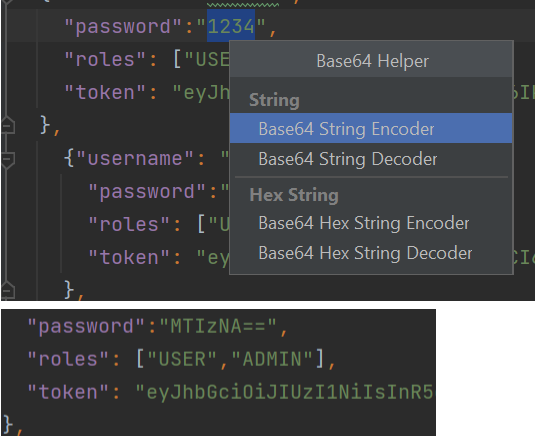 "password":"1234",
"roles": ["USE
"token": "eyJh
},
{"username": "
"password":"
"roles": ["U
"token": "ey
},
Base64 Helper
String
Base64 String Encoder
Base64 String Decoder
Hex String
Base64 Hex String Encoder
Base64 Hex String Decoder
"password":"MTIzNA==",
"roles": ["USER","ADMIN"],
"token": "eyJhbGciOiJIUzI1NiIsInR5
},